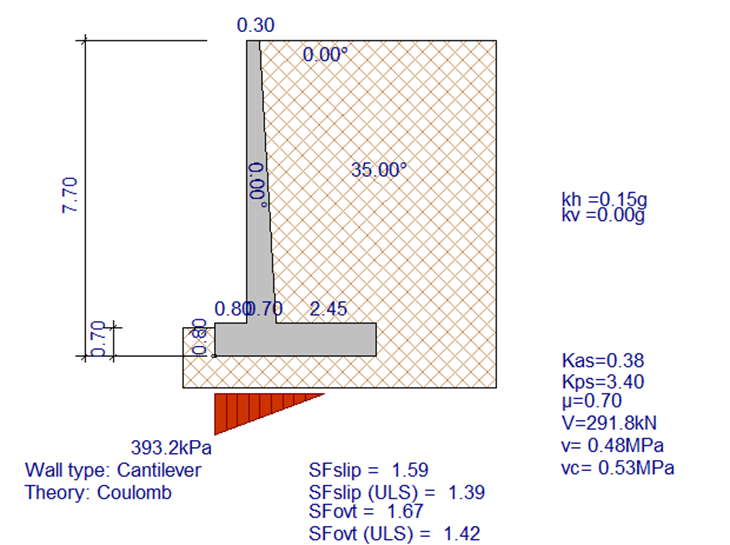 0.30
0.00°
35.00°
0.00°
7.70
kh =0.15g
kv =0.00g
0.80 0.70 2.45
0.70
0.80
Kas=0.38
Kps=3.40
µ=0.70
V=291.8kN
v= 0.48MPa
vc= 0.53MPa
393.2kPa
Wall type: Cantilever
Theory: Coulomb
SFslip = 1.59
SFslip (ULS) = 1.39
SFovt = 1.67
SFovt (ULS) = 1.42